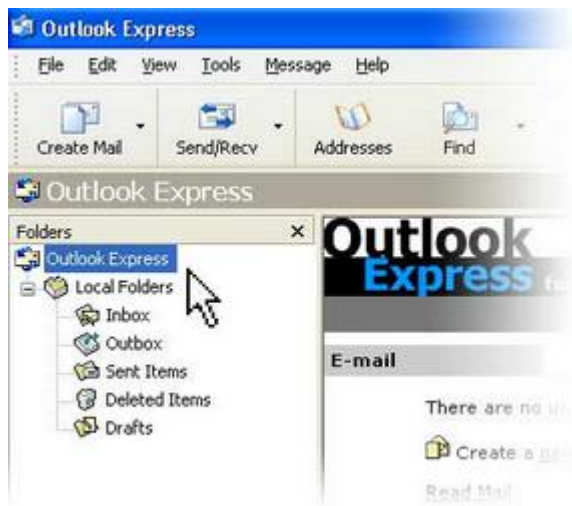 Outlook Express
File Edit View Tools Message Help
Create Mail Send/Recv Addresses Find
Outlook Express
Folders
Outlook Express
Local Folders
Inbox
Outbox
Sent Items
Deleted Items
Drafts
Outlook
Express
E-mail
There are no
Create a
Read Mail